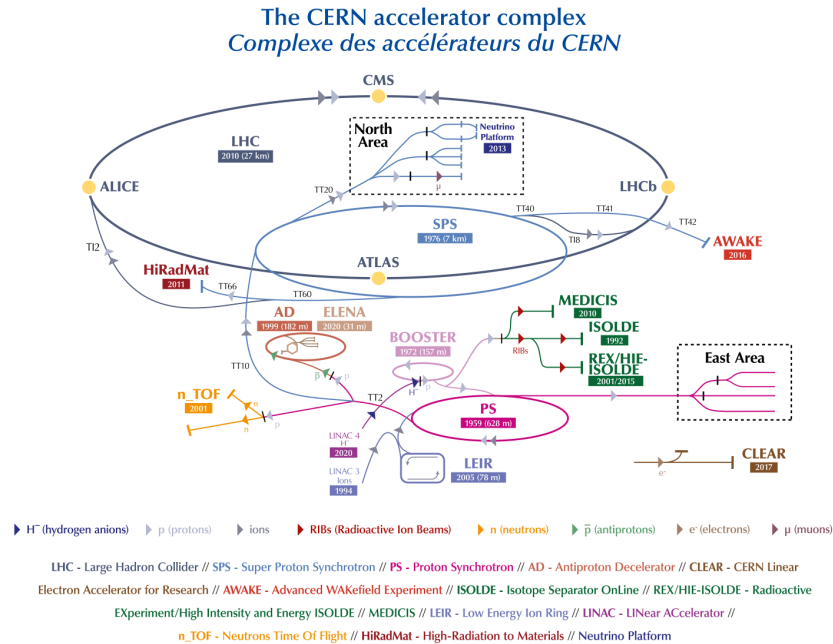 The CERN accelerator complex
Complexe des accélérateurs du CERN
CMS
North
Area
Neutrino
Platform
2013
LHC
2010 (27 km)
μ
ALICE
TT20
LHCb
SPS
1976 (7 km)
TT40
TT41
TT42
TI8
AWAKE
2016
TI2
ATLAS
HiRadMat
2011
TT66
TT60
AD
1999 (182 m)
ELENA
2020 (31 m)
MEDICIS
2010
BOOSTER
1972 (157 m)
ISOLDE
1992
RIBs
REX/HIE-
ISOLDE
2001/2015
East Area
TT10
p
p
p
H⁻
TT2
n_TOF
2001
n
n
p
PS
1959 (628 m)
LINAC 4
H⁻
2020
LINAC 3
Ions
1994
LEIR
2005 (78 m)
CLEAR
2017
e⁻
H⁻ (hydrogen anions)
p (protons)
ions
RIBs (Radioactive Ion Beams)
n (neutrons)
p̅ (antiprotons)
e⁻ (electrons)
μ (muons)
LHC - Large Hadron Collider // SPS - Super Proton Synchrotron // PS - Proton Synchrotron // AD - Antiproton Decelerator // CLEAR - CERN Linear
Electron Accelerator for Research // AWAKE - Advanced WAKefield Experiment // ISOLDE - Isotope Separator OnLine // REX/HIE-ISOLDE - Radioactive
EXperiment/High Intensity and Energy ISOLDE // MEDICIS // LEIR - Low Energy Ion Ring // LINAC - LINear ACcelerator //
n_TOF - Neutrons Time Of Flight // HiRadMat - High-Radiation to Materials // Neutrino Platform